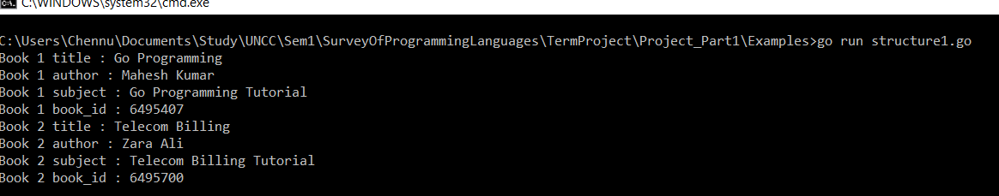 C:\WINDOWS\system32\cmd.exe
C:\Users\Chennu\Documents\Study\UNCC\Sem1\SurveyOfProgrammingLanguages\TermProject\Project_Part1\Examples>go run structure1.go
Book 1 title : Go Programming
Book 1 author : Mahesh Kumar
Book 1 subject : Go Programming Tutorial
Book 1 book_id : 6495407
Book 2 title : Telecom Billing
Book 2 author : Zara Ali
Book 2 subject : Telecom Billing Tutorial
Book 2 book_id : 6495700